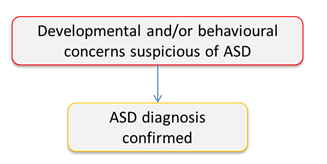 Developmental and/or behavioural
concerns suspicious of ASD
ASD diagnosis
confirmed